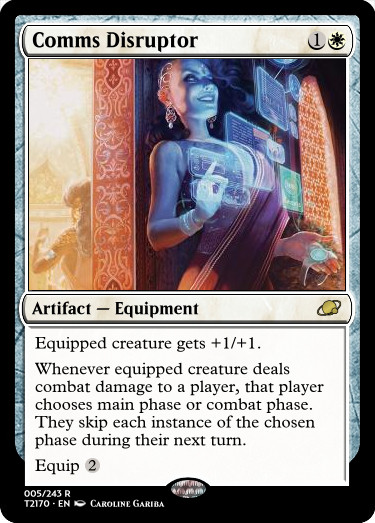 Comms Disruptor 1
Artifact — Equipment
Equipped creature gets +1/+1.
Whenever equipped creature deals
combat damage to a player, that player
chooses main phase or combat phase.
They skip each instance of the chosen
phase during their next turn.
Equip 2
005/243 R
T2170 · EN Caroline Gariba